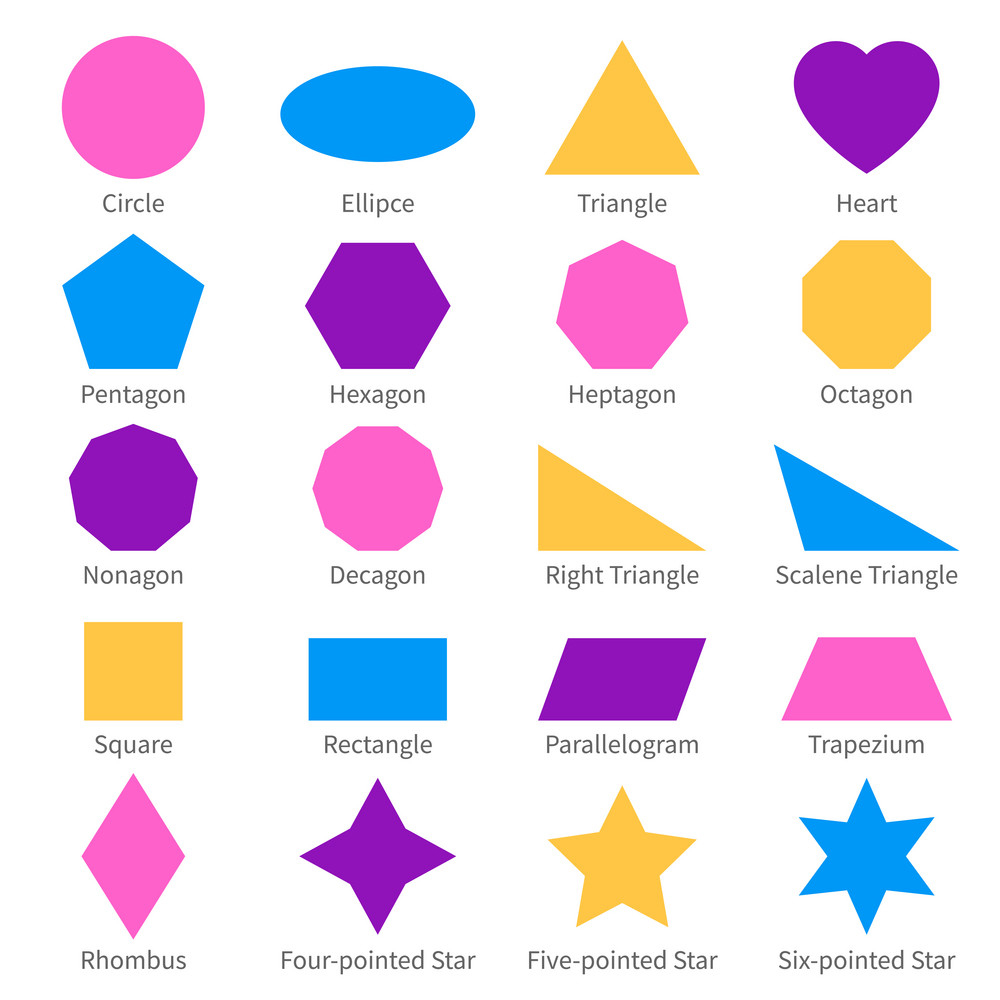 Circle
Ellipce
Triangle
Heart
Pentagon
Hexagon
Heptagon
Octagon
Nonagon
Decagon
Right Triangle
Scalene Triangle
Square
Rectangle
Parallelogram
Trapezium
Rhombus
Four-pointed Star
Five-pointed Star
Six-pointed Star